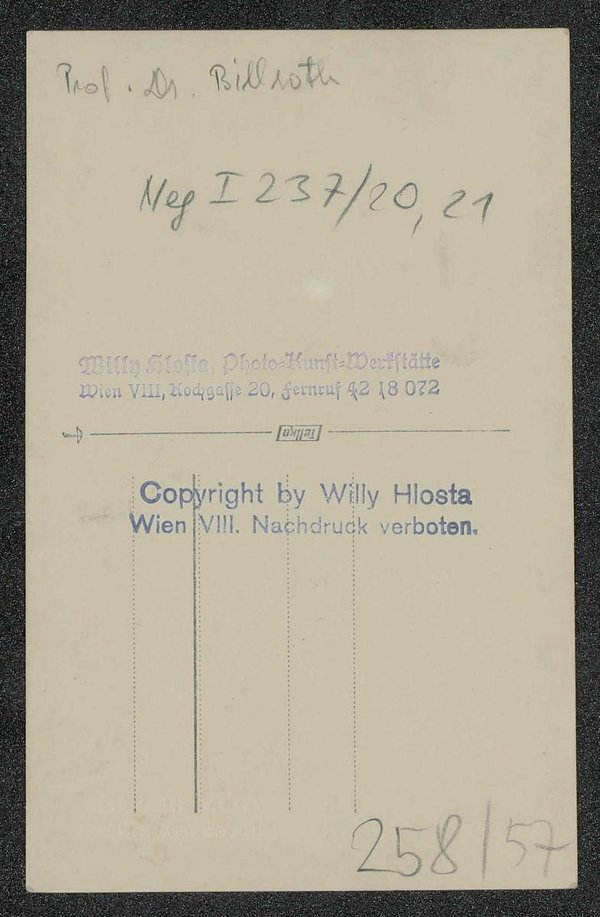 Prof. Dr. Billroth
Neg I 237/20, 21
Willy Hlosta, Photo=Kunst=Werkstätte
Wien VIII, Kochgasse 20, Fernruf 42 18 072
Copyright by Willy Hlosta
Wien VIII. Nachdruck verboten.
258/57